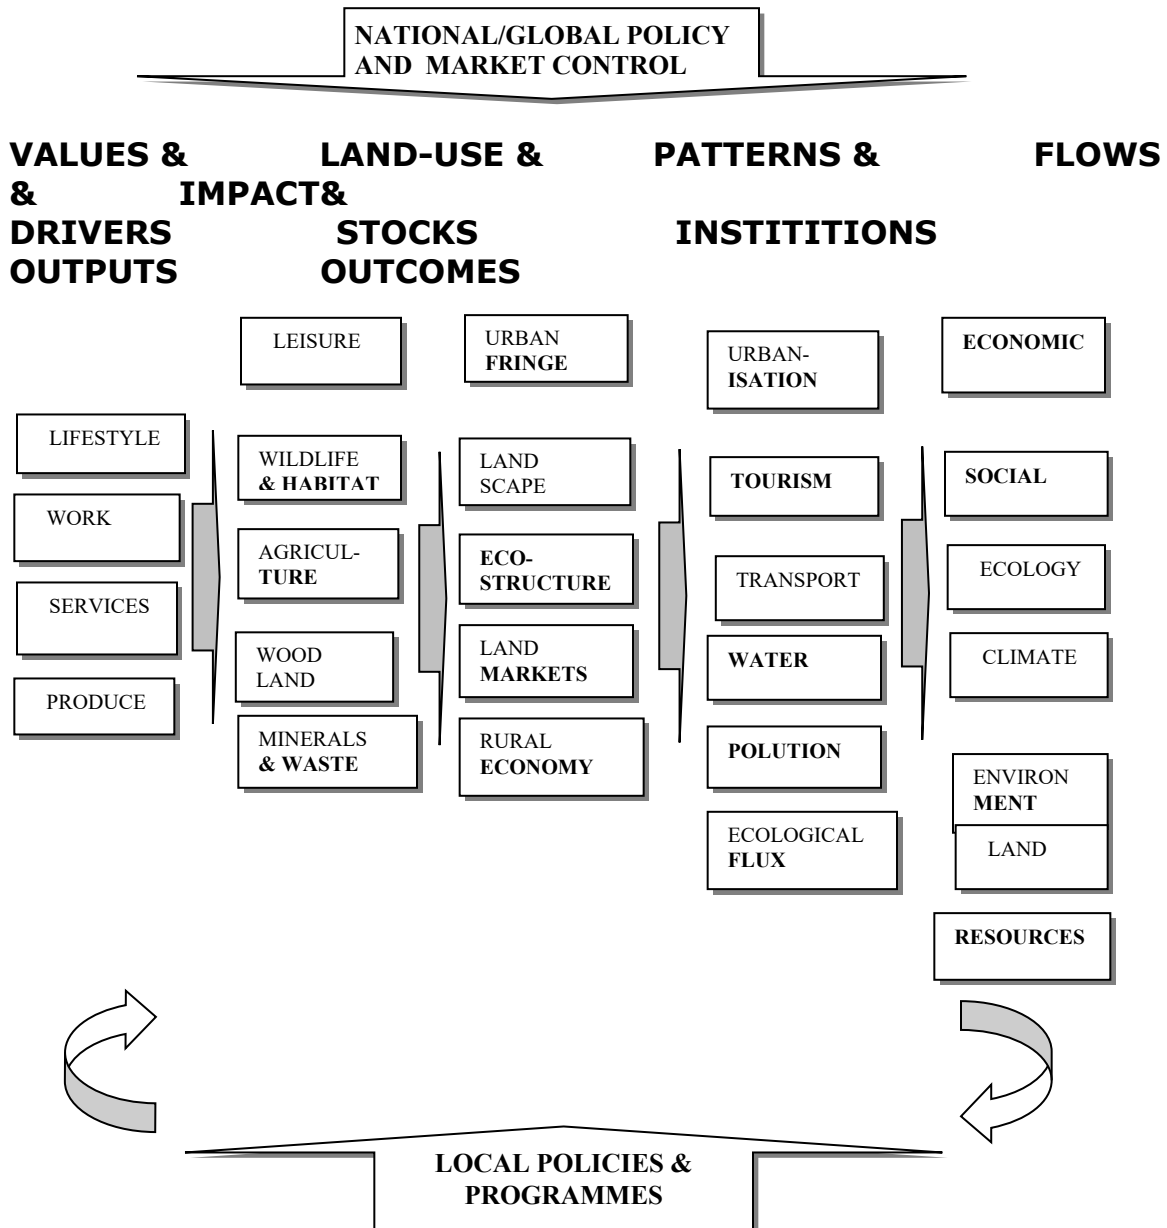 NATIONAL/GLOBAL POLICY
AND MARKET CONTROL
VALUES & LAND-USE & PATTERNS & FLOWS
& IMPACT&
DRIVERS STOCKS INSTITITIONS
OUTPUTS OUTCOMES
LIFESTYLE
WORK
SERVICES
PRODUCE
LEISURE
WILDLIFE
& HABITAT
AGRICUL-
TURE
WOOD
LAND
MINERALS
& WASTE
URBAN
FRINGE
LAND
SCAPE
ECO-
STRUCTURE
LAND
MARKETS
RURAL
ECONOMY
URBAN-
ISATION
TOURISM
TRANSPORT
WATER
POLUTION
ECOLOGICAL
FLUX
ECONOMIC
SOCIAL
ECOLOGY
CLIMATE
ENVIRON
MENT
LAND
RESOURCES
LOCAL POLICIES &
PROGRAMMES